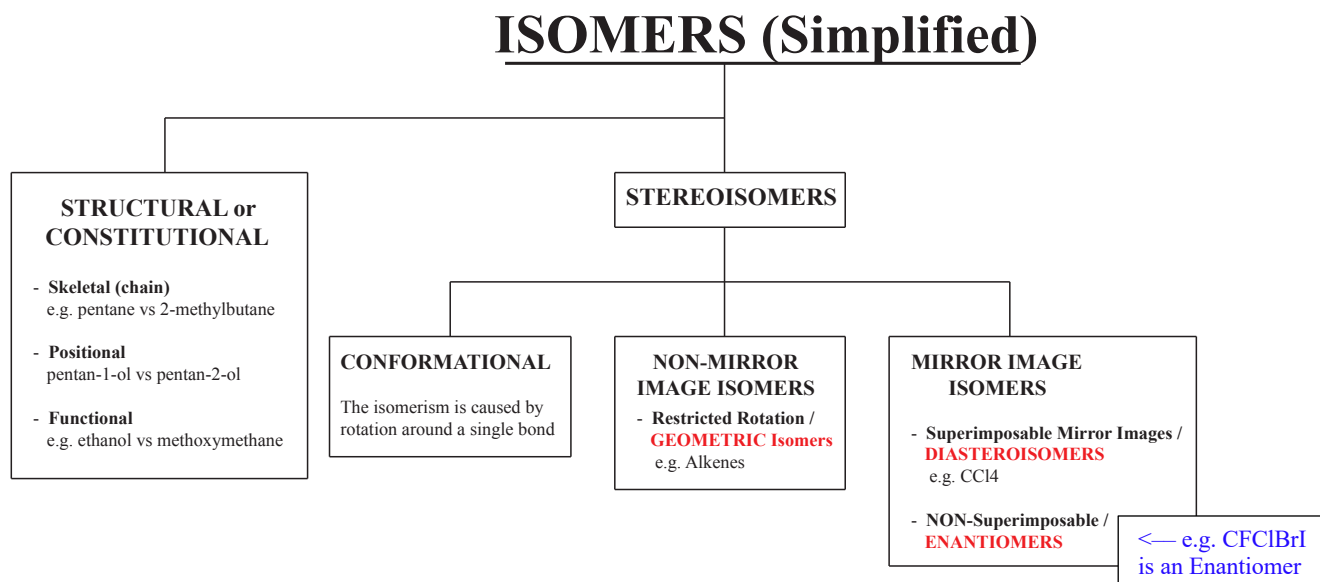 ISOMERS (Simplified)
STRUCTURAL or
CONSTITUTIONAL
- Skeletal (chain)
e.g. pentane vs 2-methylbutane
- Positional
pentan-1-ol vs pentan-2-ol
- Functional
e.g. ethanol vs methoxymethane
STEREOISOMERS
CONFORMATIONAL
The isomerism is caused by
rotation around a single bond
NON-MIRROR
IMAGE ISOMERS
- Restricted Rotation /
GEOMETRIC Isomers
e.g. Alkenes
MIRROR IMAGE
ISOMERS
- Superimposable Mirror Images /
DIASTEROISOMERS
e.g. CCl4
- NON-Superimposable /
ENANTIOMERS
<— e.g. CFClBrI
is an Enantiomer